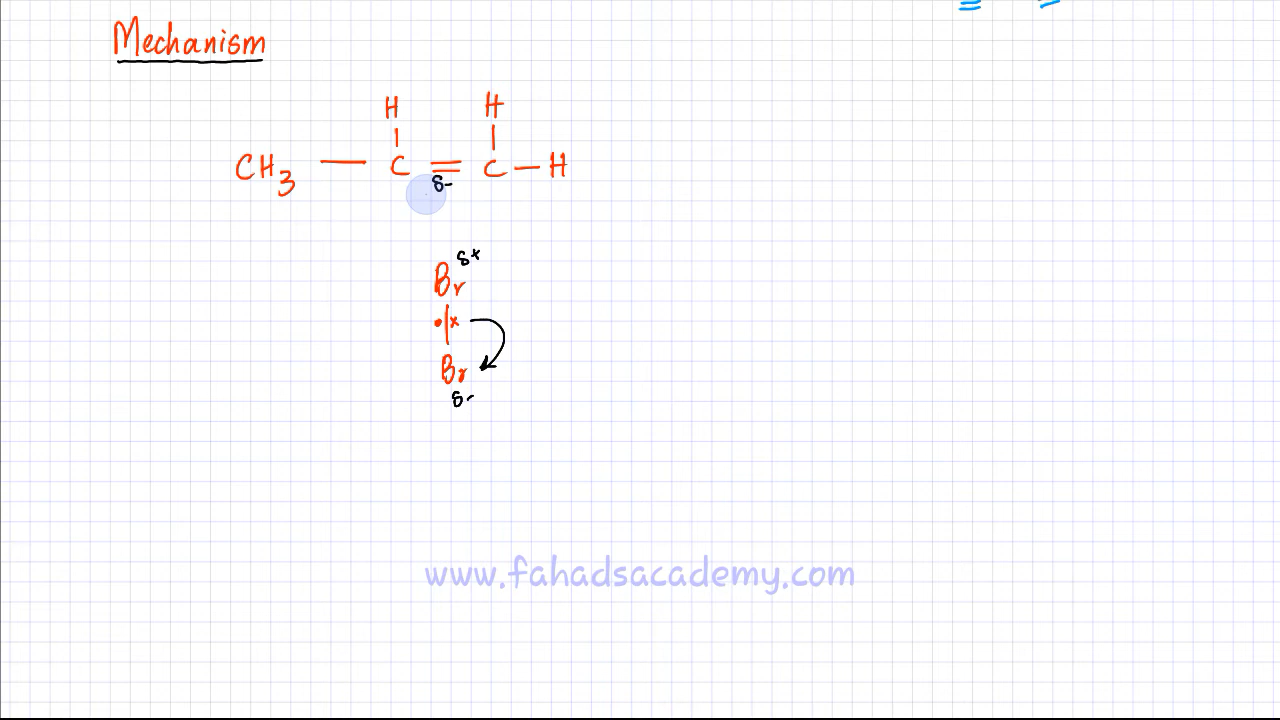 Mechanism
H H
CH3 — C = C — H
δ-
Br δ+
• | x
Br
δ-
www.fahadsacademy.com